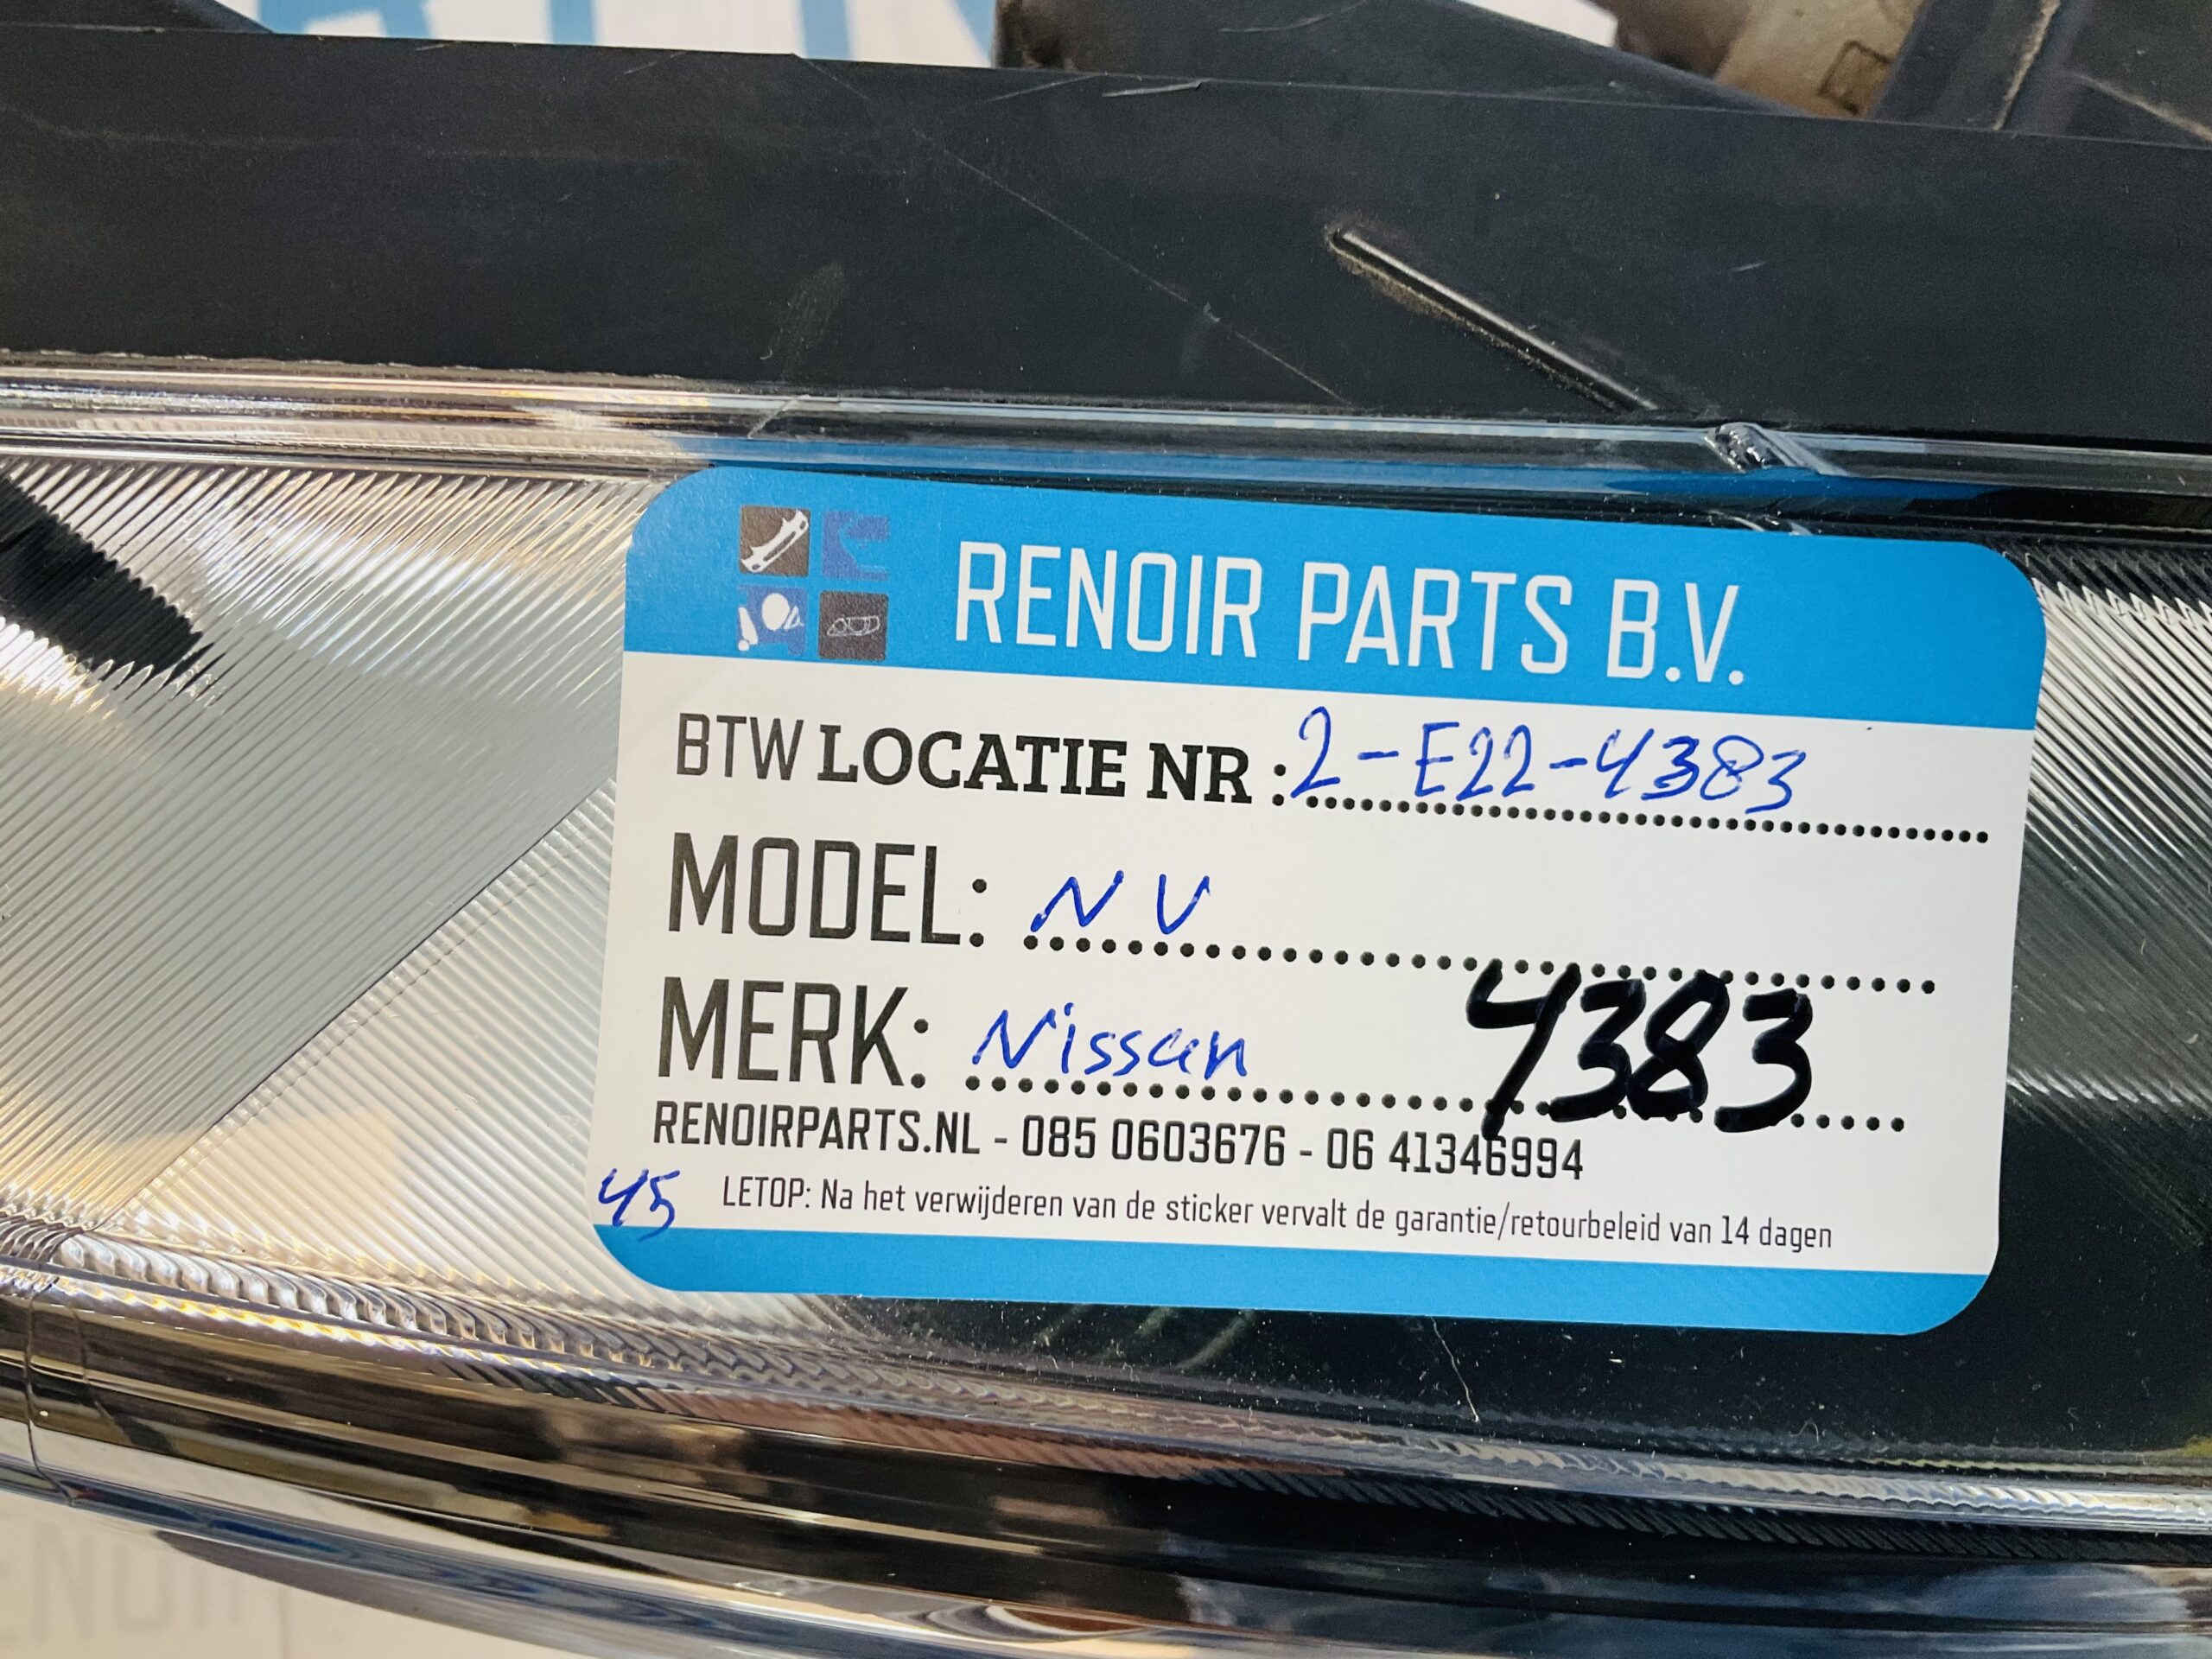 RENOIR PARTS B.V.
BTW LOCATIE NR : 2-E22-4383
MODEL: NV
MERK: Nissan 4383
RENOIRPARTS.NL - 085 0603676 - 06 41346994
45 LETOP: Na het verwijderen van de sticker vervalt de garantie/retourbeleid van 14 dagen